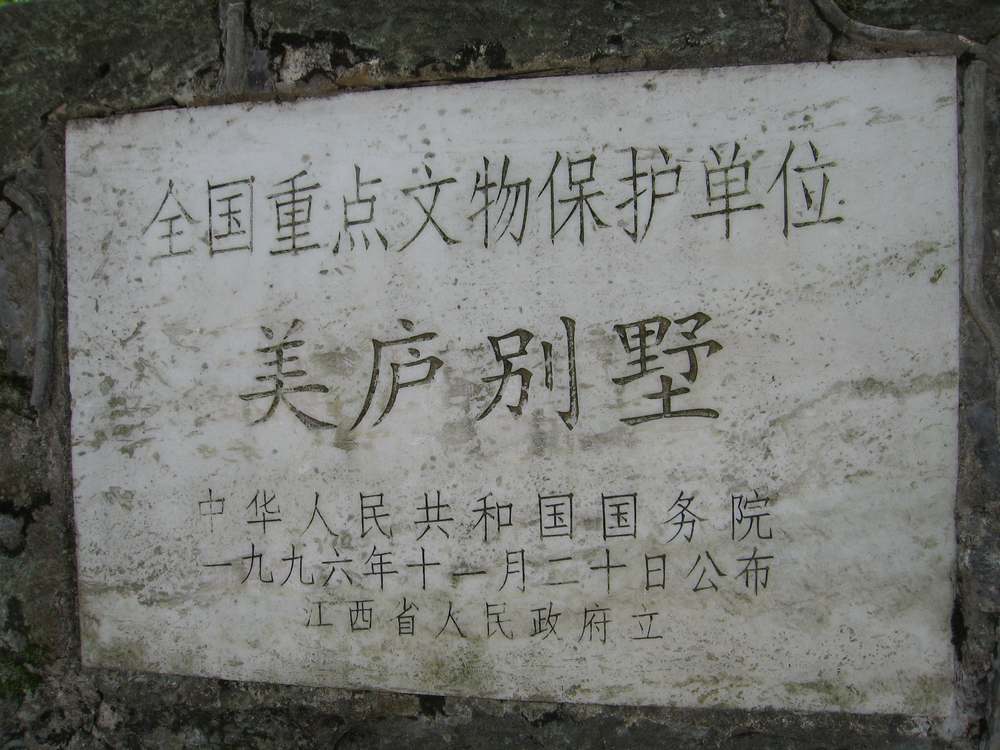 全国重点文物保护单位
美庐别墅
中华人民共和国国务院
一九九六年十一月二十日公布
江西省人民政府立